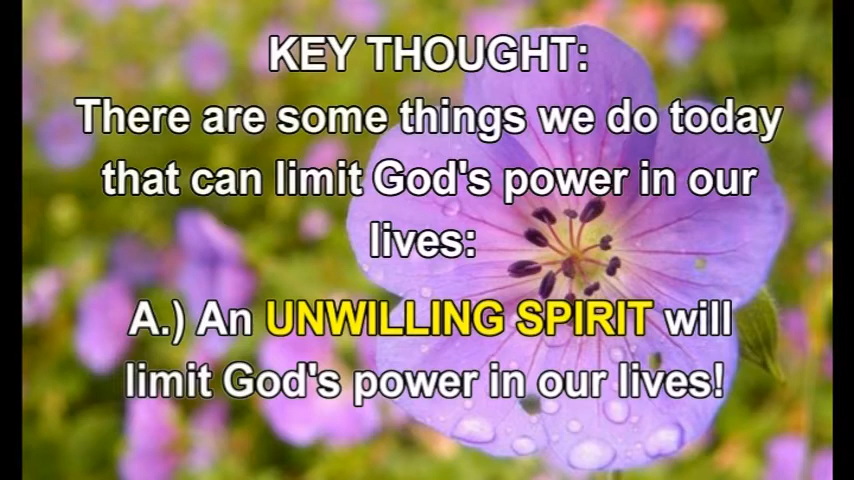 KEY THOUGHT:
There are some things we do today
that can limit God's power in our
lives:
A.) An UNWILLING SPIRIT will
limit God's power in our lives!